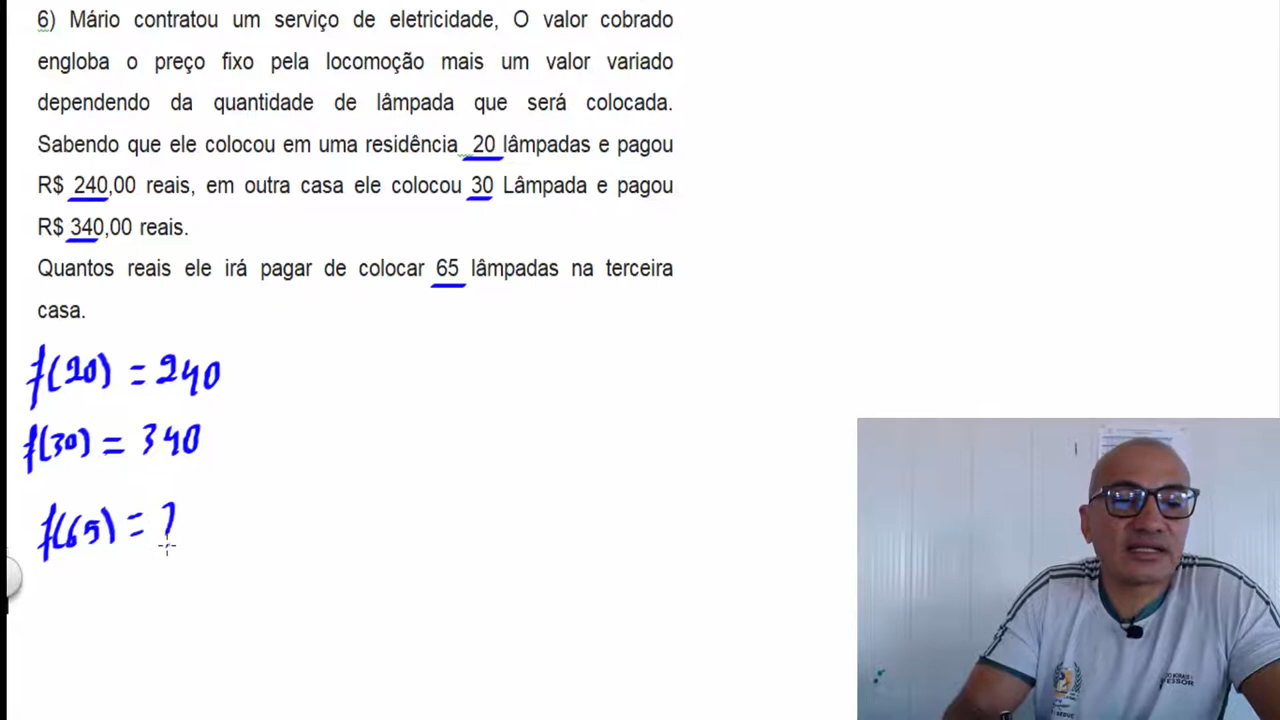 6) Mário contratou um serviço de eletricidade, O valor cobrado
engloba o preço fixo pela locomoção mais um valor variado
dependendo da quantidade de lâmpada que será colocada.
Sabendo que ele colocou em uma residência 20 lâmpadas e pagou
R$ 240,00 reais, em outra casa ele colocou 30 Lâmpada e pagou
R$ 340,00 reais.
Quantos reais ele irá pagar de colocar 65 lâmpadas na terceira
casa.
f(20) = 240
f(30) = 340
f(65) = ?